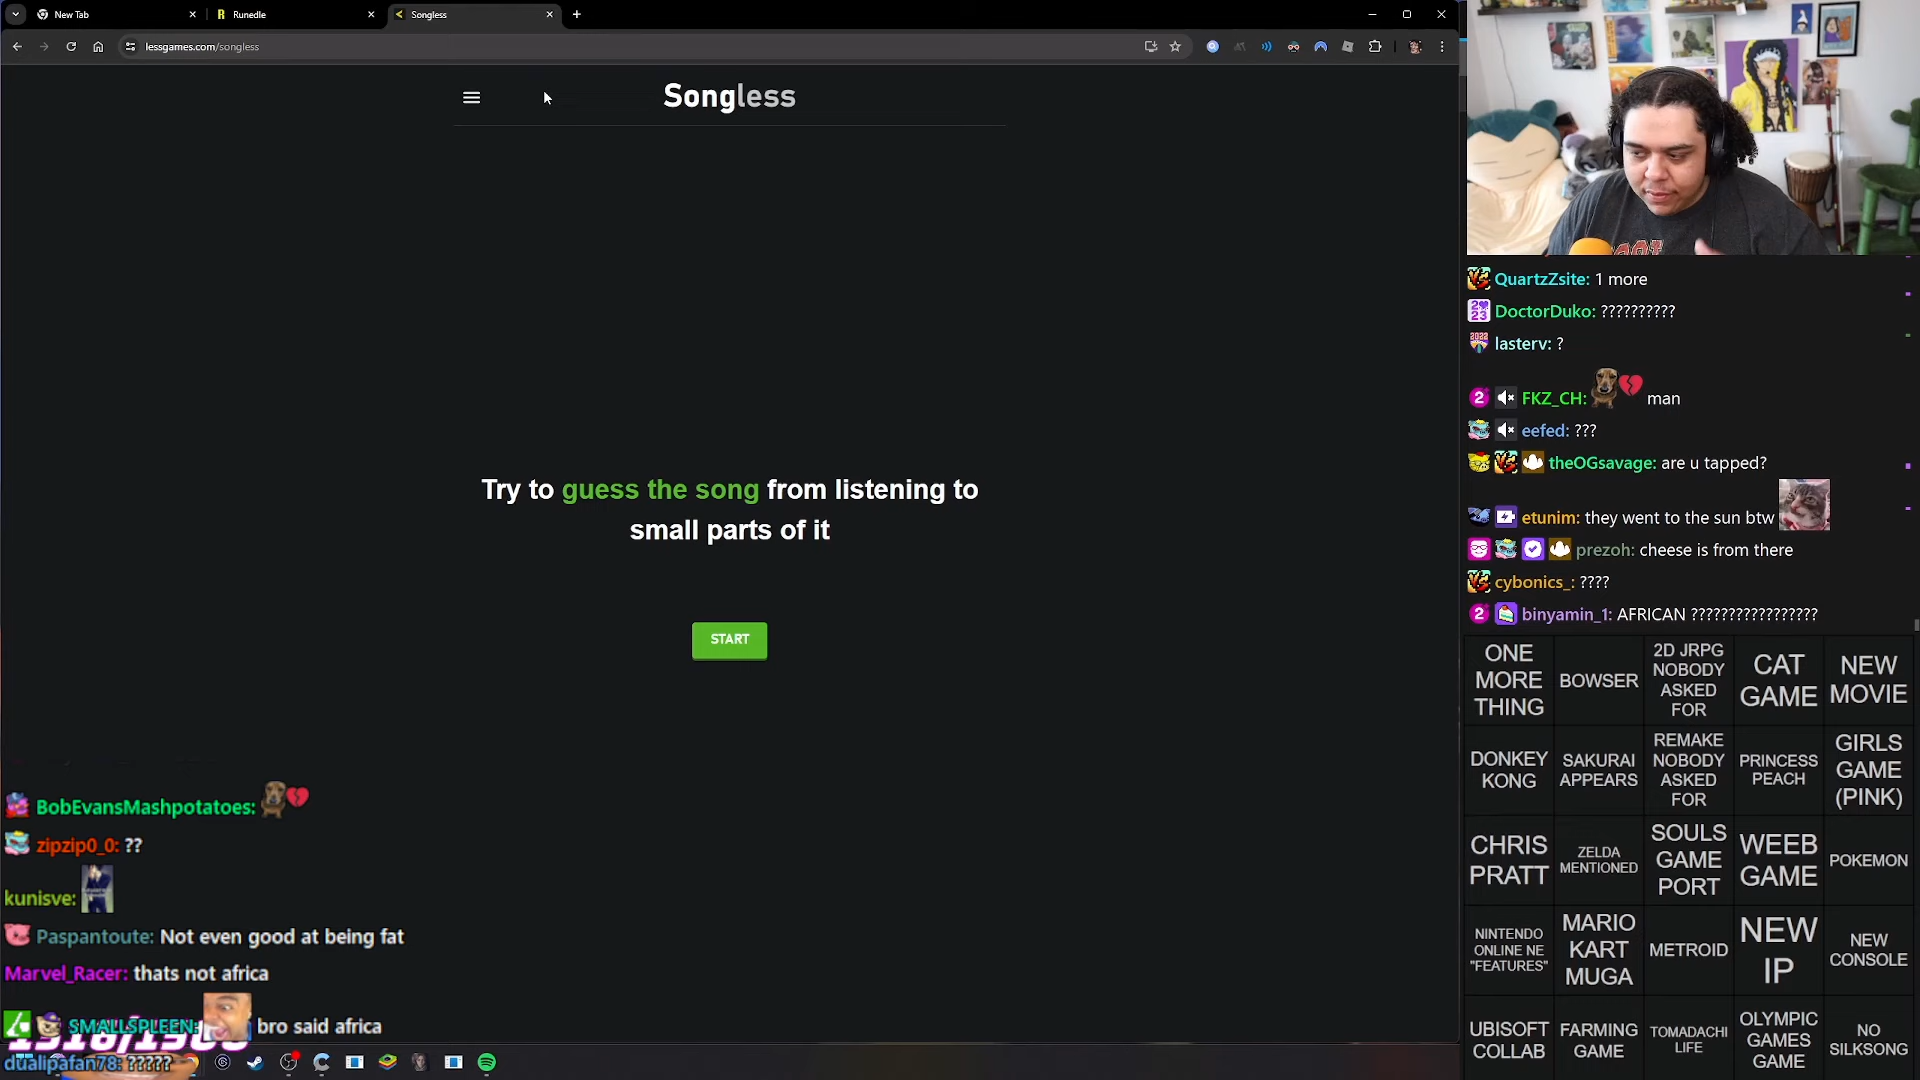 New Tab
Runedle
Songless
lessgames.com/songless
Songless
Try to guess the song from listening to
small parts of it
START
BobEvansMashpotatoes:
zipzip0_0: ??
kunisve:
Paspantoute: Not even good at being fat
Marvel_Racer: thats not africa
SMALLSPLEEN: bro said africa
dualipafan78: ?????
QuartzZsite: 1 more
DoctorDuko: ??????????
lasterv: ?
FKZ_CH: man
eefed: ???
theOGsavage: are u tapped?
etunim: they went to the sun btw
prezoh: cheese is from there
cybonics_: ????
binyamin_1: AFRICAN ?????????????????
ONE MORE THING
BOWSER
2D JRPG NOBODY ASKED FOR
CAT GAME
NEW MOVIE
DONKEY KONG
SAKURAI APPEARS
REMAKE NOBODY ASKED FOR
PRINCESS PEACH
GIRLS GAME (PINK)
CHRIS PRATT
ZELDA MENTIONED
SOULS GAME PORT
WEEB GAME
POKEMON
NINTENDO ONLINE NE "FEATURES"
MARIO KART MUGA
METROID
NEW IP
NEW CONSOLE
UBISOFT COLLAB
FARMING GAME
TOMADACHI LIFE
OLYMPIC GAMES GAME
NO SILKSONG